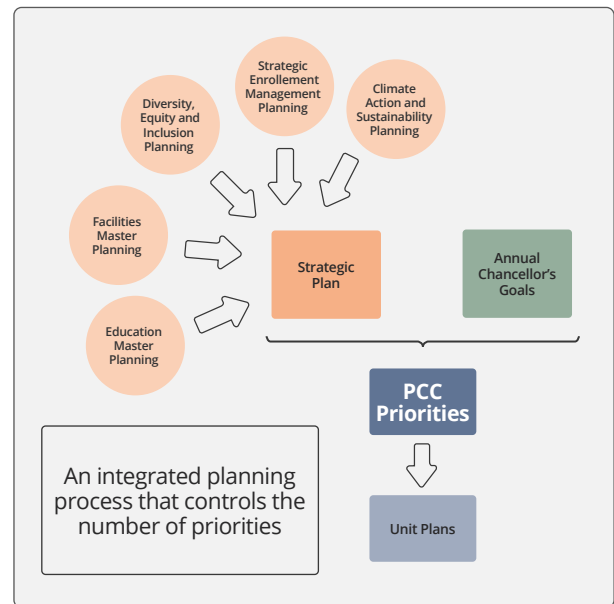 Strategic
Enrollement
Management
Planning
Climate
Action and
Sustainability
Planning
Diversity,
Equity and
Inclusion
Planning
Facilities
Master
Planning
Strategic
Plan
Annual
Chancellor’s
Goals
Education
Master
Planning
PCC
Priorities
An integrated planning
process that controls the
number of priorities
Unit Plans